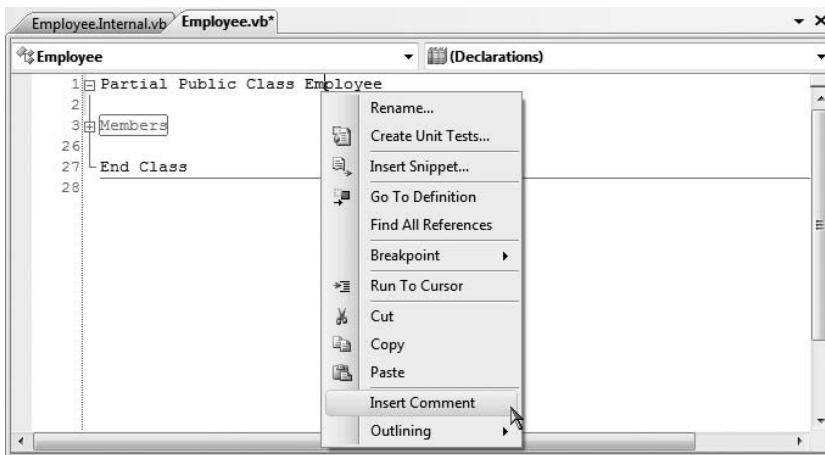 Employee.Internal.vb Employee.vb*
Employee (Declarations)
1 Partial Public Class Employee
2
3 Members
26
27 End Class
28
Rename...
Create Unit Tests...
Insert Snippet...
Go To Definition
Find All References
Breakpoint
Run To Cursor
Cut
Copy
Paste
Insert Comment
Outlining